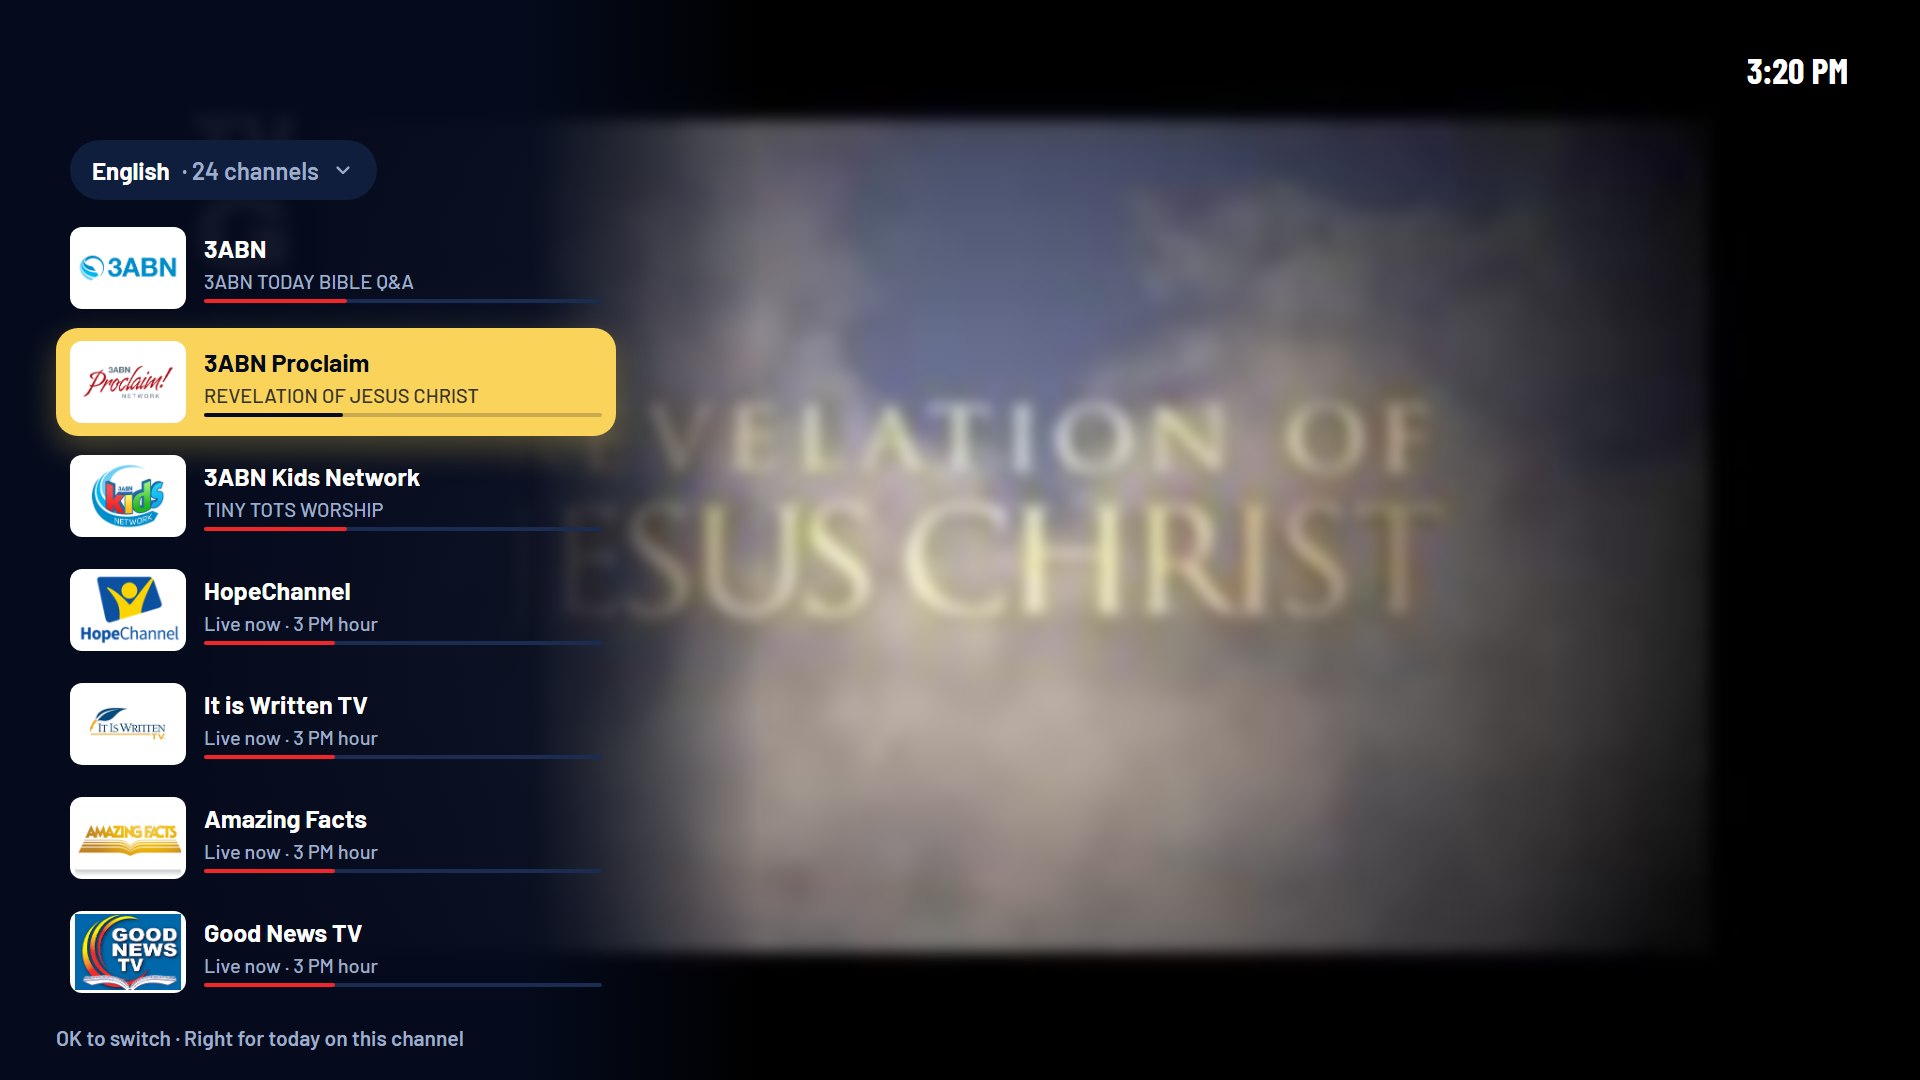 3:20 PM
English · 24 channels
3ABN
3ABN
3ABN TODAY BIBLE Q&A
3ABN
Proclaim!
NETWORK
3ABN Proclaim
REVELATION OF JESUS CHRIST
3ABN
kids
NETWORK
3ABN Kids Network
TINY TOTS WORSHIP
HopeChannel
HopeChannel
Live now · 3 PM hour
IT IS WRITTEN
TV
It is Written TV
Live now · 3 PM hour
AMAZING FACTS
Amazing Facts
Live now · 3 PM hour
GOOD
NEWS
TV
Good News TV
Live now · 3 PM hour
VELATION OF
ESUS CHRIST
OK to switch · Right for today on this channel